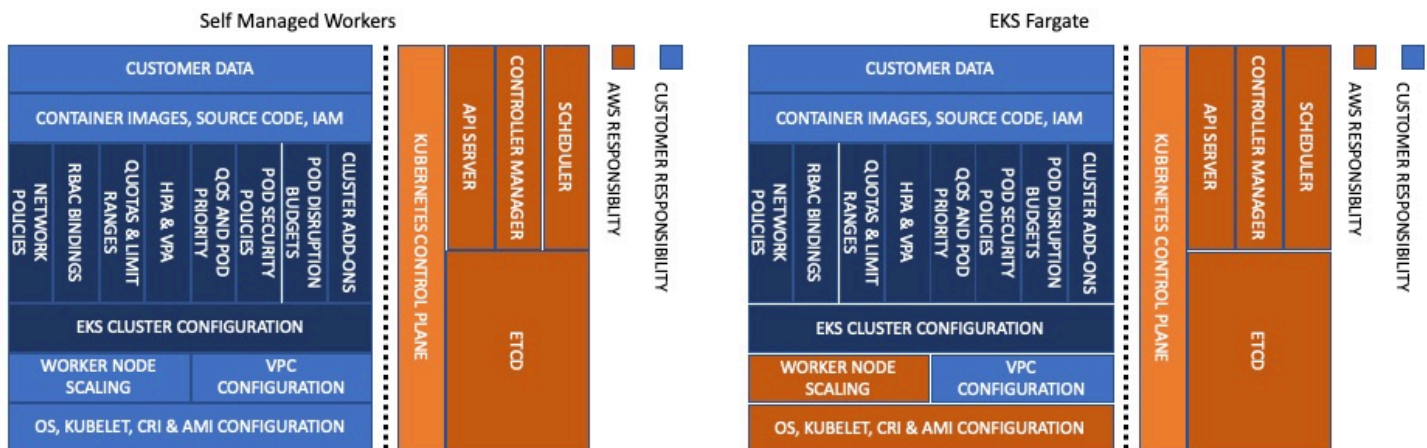 Self Managed Workers
CUSTOMER DATA
CONTAINER IMAGES, SOURCE CODE, IAM
NETWORK
POLICIES
RBAC BINDINGS
QUOTAS & LIMIT
RANGES
HPA & VPA
QOS AND POD
PRIORITY
POD SECURITY
POLICIES
POD DISRUPTION
BUDGETS
CLUSTER ADD-ONS
EKS CLUSTER CONFIGURATION
WORKER NODE
SCALING
VPC
CONFIGURATION
OS, KUBELET, CRI & AMI CONFIGURATION
KUBERNETES CONTROL PLANE
API SERVER
CONTROLLER MANAGER
SCHEDULER
ETCD
AWS RESPONSIBLITY
CUSTOMER RESPONSIBILITY
EKS Fargate
CUSTOMER DATA
CONTAINER IMAGES, SOURCE CODE, IAM
NETWORK
POLICIES
RBAC BINDINGS
QUOTAS & LIMIT
RANGES
HPA & VPA
QOS AND POD
PRIORITY
POD SECURITY
POLICIES
POD DISRUPTION
BUDGETS
CLUSTER ADD-ONS
EKS CLUSTER CONFIGURATION
WORKER NODE
SCALING
VPC
CONFIGURATION
OS, KUBELET, CRI & AMI CONFIGURATION
KUBERNETES CONTROL PLANE
API SERVER
CONTROLLER MANAGER
SCHEDULER
ETCD
AWS RESPONSIBLITY
CUSTOMER RESPONSIBILITY